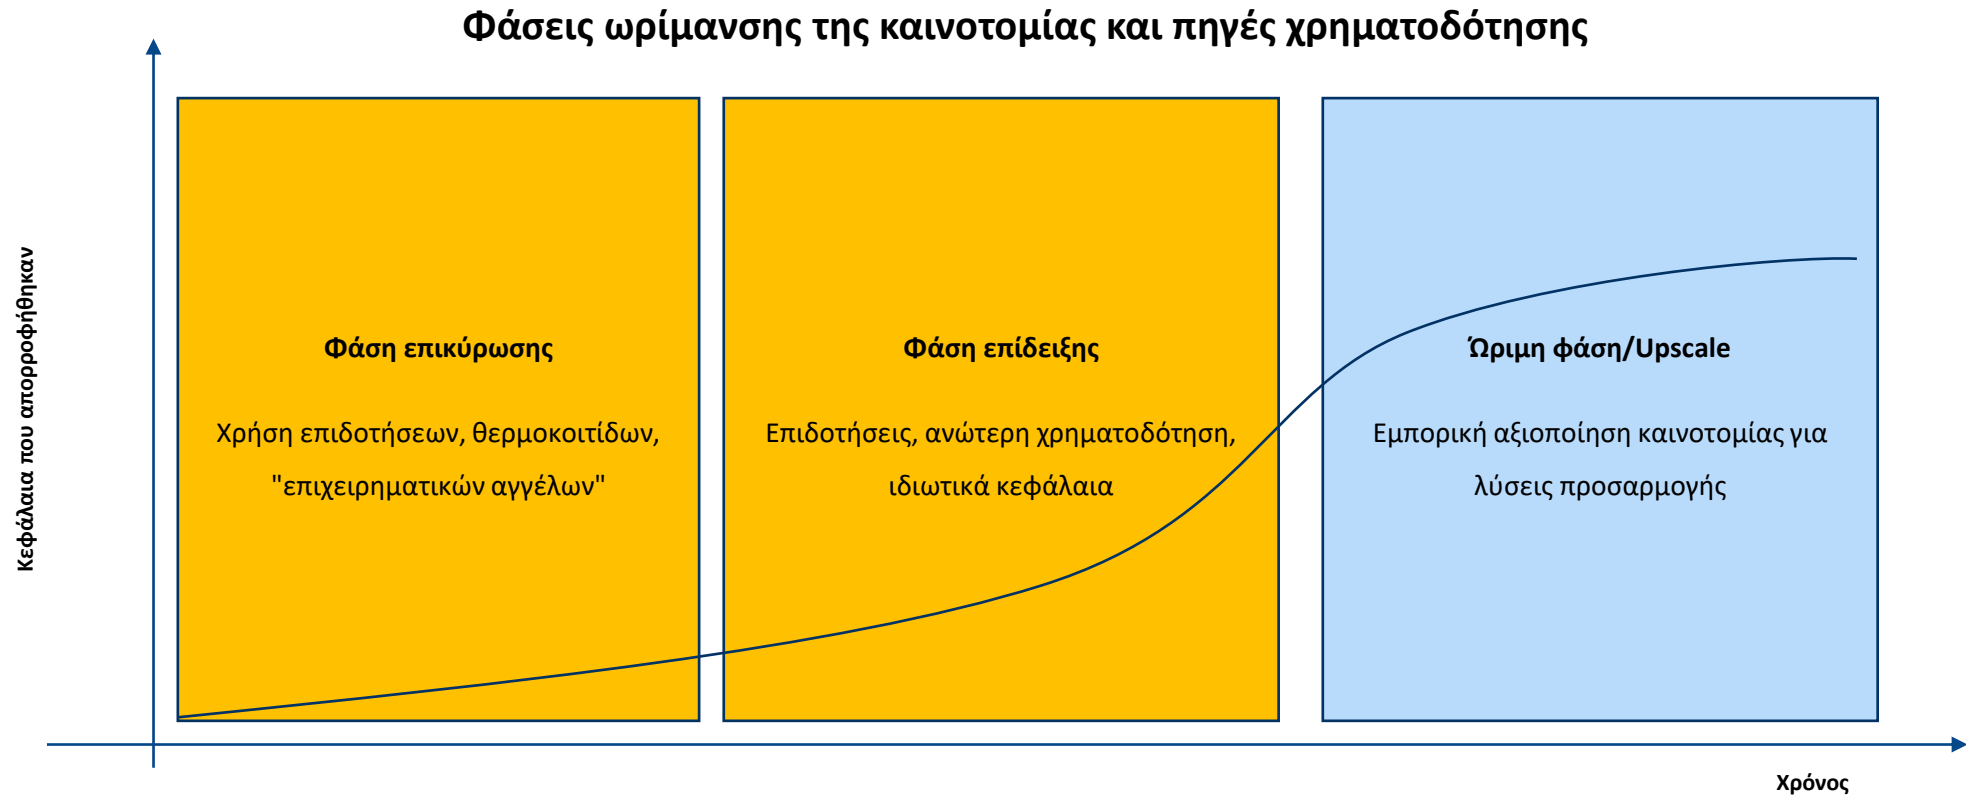 Φάσεις ωρίμανσης της καινοτομίας και πηγές χρηματοδότησης
Κεφάλαια που απορροφήθηκαν
Φάση επικύρωσης
Χρήση επιδοτήσεων, θερμοκοιτίδων,
"επιχειρηματικών αγγέλων"
Φάση επίδειξης
Επιδοτήσεις, ανώτερη χρηματοδότηση,
ιδιωτικά κεφάλαια
Ώριμη φάση/Upscale
Εμπορική αξιοποίηση καινοτομίας για
λύσεις προσαρμογής
Χρόνος